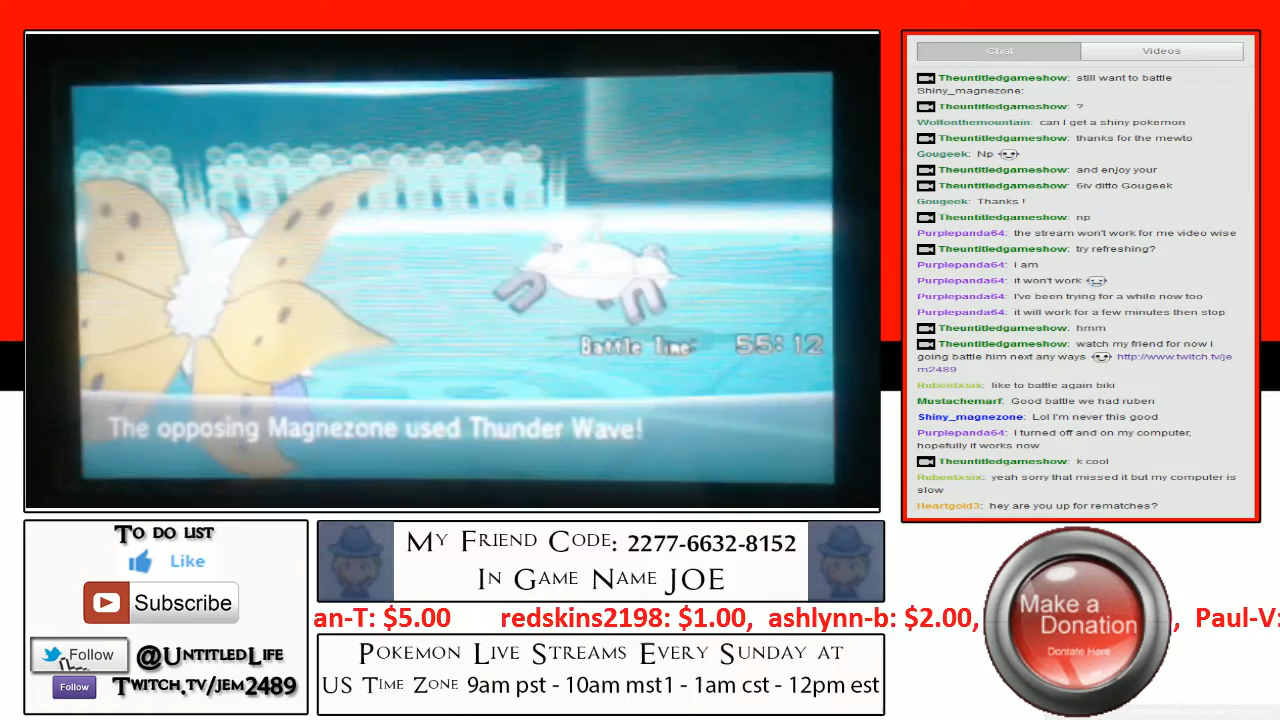 Battle Time: 55:12
The opposing Magnezone used Thunder Wave!
Chat
Videos
Theuntitledgameshow: still want to battle
Shiny_magnezone:
Theuntitledgameshow: ?
Wolfonthemountain: can I get a shiny pokemon
Theuntitledgameshow: thanks for the mewto
Gougeek: Np
Theuntitledgameshow: and enjoy your
Theuntitledgameshow: 6iv ditto Gougeek
Gougeek: Thanks !
Theuntitledgameshow: np
Purplepanda64: the stream won't work for me video wise
Theuntitledgameshow: try refreshing?
Purplepanda64: I am
Purplepanda64: it won't work
Purplepanda64: I've been trying for a while now too
Purplepanda64: it will work for a few minutes then stop
Theuntitledgameshow: hmm
Theuntitledgameshow: watch my friend for now i
going battle him next any ways http://www.twitch.tv/je
m2489
Rubentxsix: like to battle again biki
Mustachemarf: Good battle we had ruben
Shiny_magnezone: Lol I'm never this good
Purplepanda64: I turned off and on my computer,
hopefully it works now
Theuntitledgameshow: k cool
Rubentxsix: yeah sorry that missed it but my computer is
slow
Heartgold3: hey are you up for rematches?
To do list
Like
Subscribe
Follow @UntitledLife
Follow Twitch.tv/jem2489
My Friend Code: 2277-6632-8152
In Game Name JOE
an-T: $5.00 redskins2198: $1.00, ashlynn-b: $2.00, , Paul-V:
Pokemon Live Streams Every Sunday at
US Time Zone 9am pst - 10am mst1 - 1am cst - 12pm est
Make a
Donation
Dontate Here